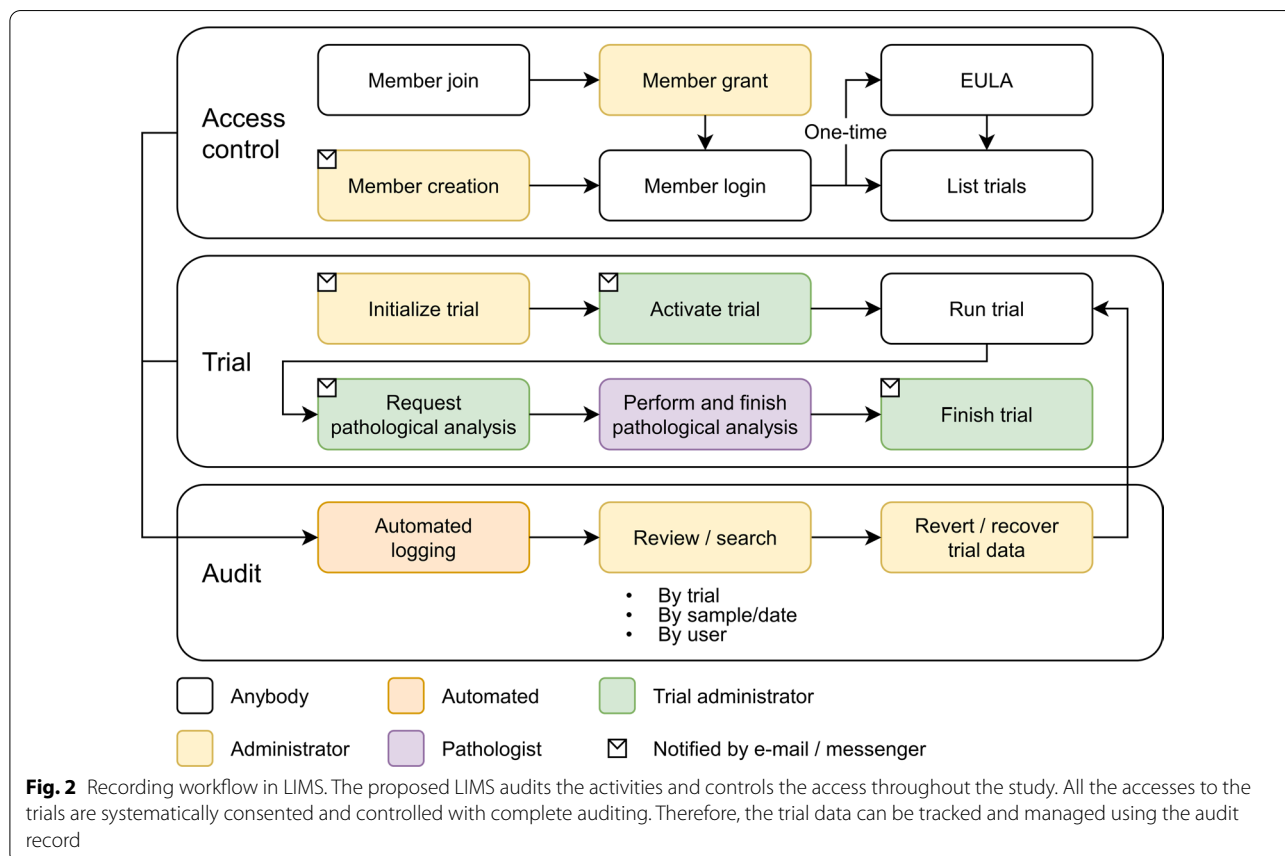 Access
control
Member join
Member grant
EULA
One-time
Member creation
Member login
List trials
Trial
Initialize trial
Activate trial
Run trial
Request
pathological analysis
Perform and finish
pathological analysis
Finish trial
Audit
Automated
logging
Review / search
Revert / recover
trial data
• By trial
• By sample/date
• By user
Anybody
Automated
Trial administrator
Administrator
Pathologist
Notified by e-mail / messenger
Fig. 2 Recording workflow in LIMS. The proposed LIMS audits the activities and controls the access throughout the study. All the accesses to the
trials are systematically consented and controlled with complete auditing. Therefore, the trial data can be tracked and managed using the audit
record